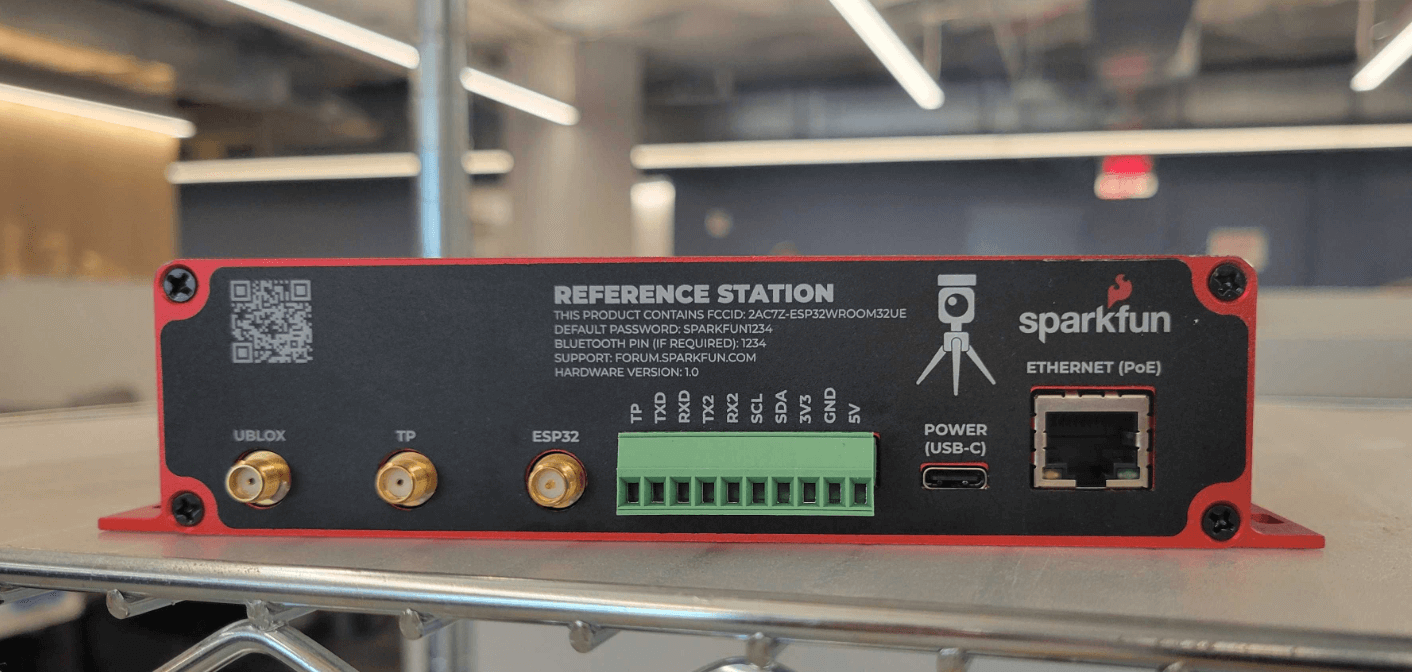 REFERENCE STATION
THIS PRODUCT CONTAINS FCCID: 2AC7Z-ESP32WROOM32UE
DEFAULT PASSWORD: SPARKFUN1234
BLUETOOTH PIN (IF REQUIRED): 1234
SUPPORT: FORUM.SPARKFUN.COM
HARDWARE VERSION: 1.0
sparkfun
ETHERNET (PoE)
UBLOX
TP
ESP32
TP
TXD
RXD
TX2
RX2
SCL
SDA
3V3
GND
5V
POWER
(USB-C)